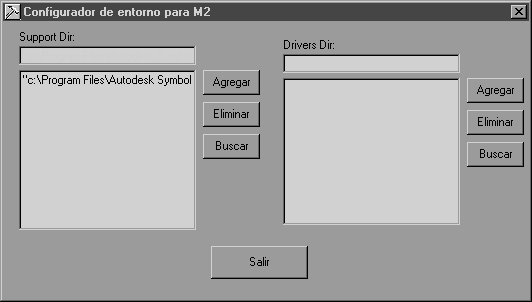 Configurador de entorno para M2
Support Dir:
"c:\Program Files\Autodesk Symbol
Agregar
Eliminar
Buscar
Drivers Dir:
Agregar
Eliminar
Buscar
Salir